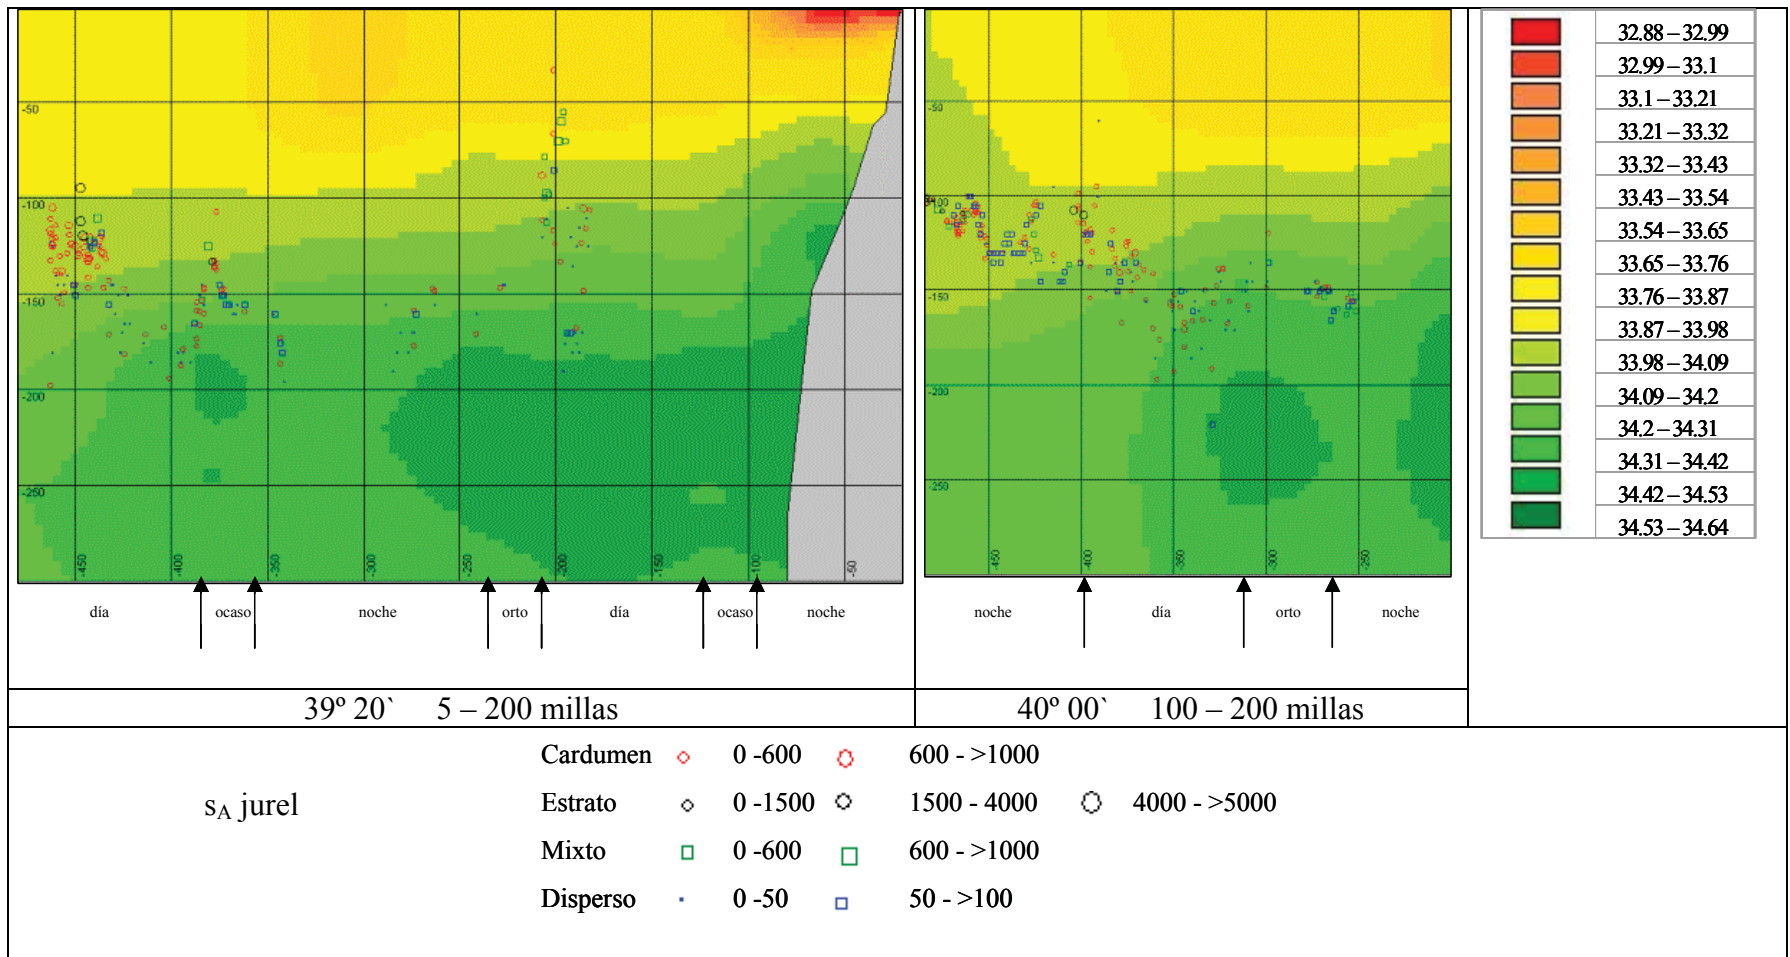 -50
-100
-150
-200
-250
-450
-400
-350
-300
-250
-200
-150
-100
-50
-50
-100
-150
-200
-250
-450
-400
-350
-300
-250
32.88 – 32.99
32.99 – 33.1
33.1 – 33.21
33.21 – 33.32
33.32 – 33.43
33.43 – 33.54
33.54 – 33.65
33.65 – 33.76
33.76 – 33.87
33.87 – 33.98
33.98 – 34.09
34.09 – 34.2
34.2 – 34.31
34.31 – 34.42
34.42 – 34.53
34.53 – 34.64
día ocaso noche orto día ocaso noche
noche día orto noche
39º 20` 5 – 200 millas
40º 00` 100 – 200 millas
sA jurel
Cardumen 0 -600 600 - >1000
Estrato 0 -1500 1500 - 4000 4000 - >5000
Mixto 0 -600 600 - >1000
Disperso 0 -50 50 - >100